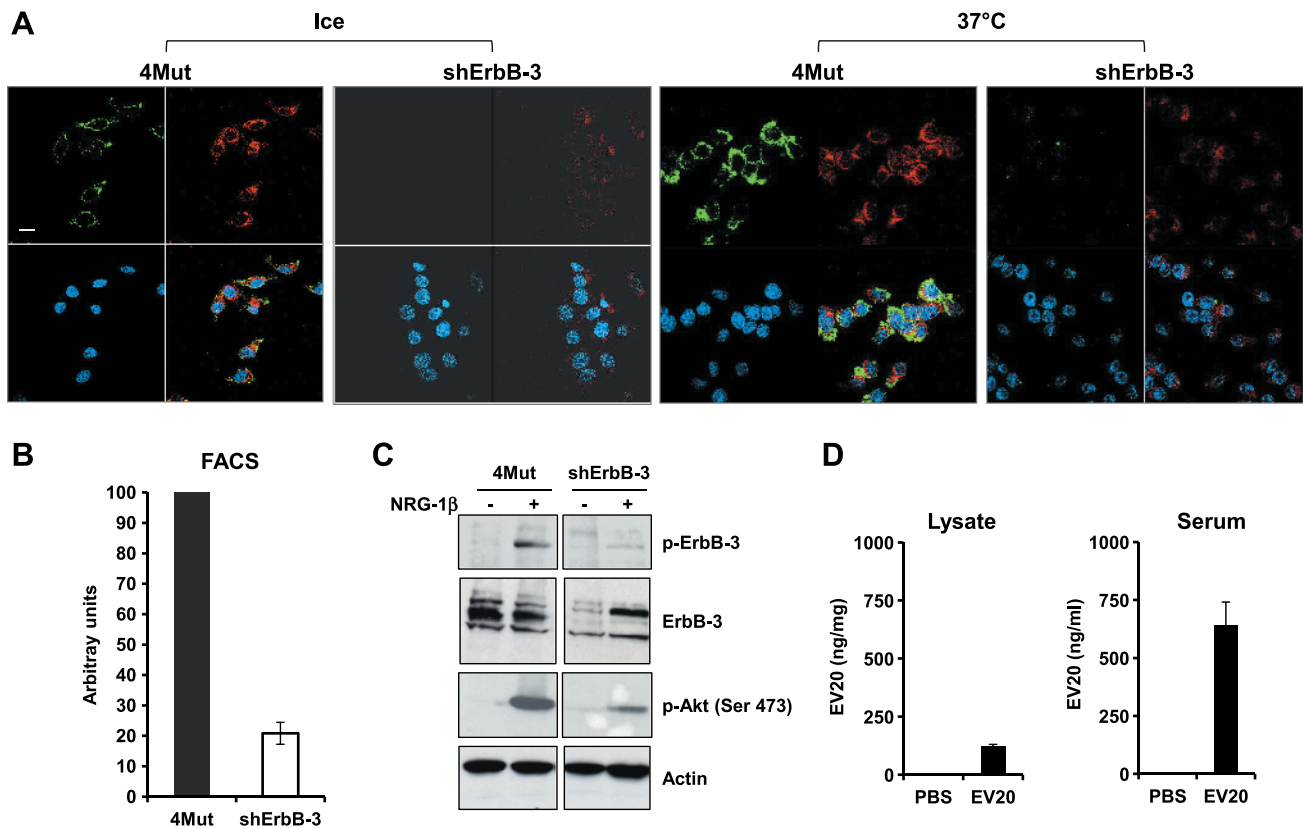 A
Ice
37°C
4Mut
shErbB-3
4Mut
shErbB-3
B
FACS
Arbitray units
100
90
80
70
60
50
40
30
20
10
0
4Mut
shErbB-3
C
4Mut
shErbB-3
NRG-1β
-
+
-
+
p-ErbB-3
ErbB-3
p-Akt (Ser 473)
Actin
D
Lysate
EV20 (ng/mg)
1000
750
500
250
0
PBS
EV20
Serum
EV20 (ng/ml)
1000
750
500
250
0
PBS
EV20